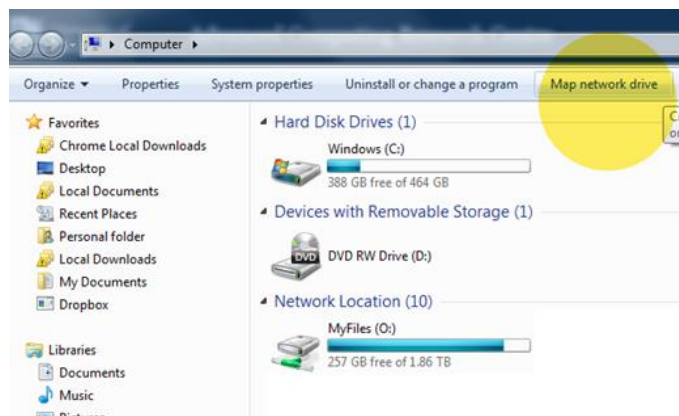 Computer
Organize Properties System properties Uninstall or change a program Map network drive
Favorites
Chrome Local Downloads
Desktop
Local Documents
Recent Places
Personal folder
Local Downloads
My Documents
Dropbox
Libraries
Documents
Music
Pictures
Hard Disk Drives (1)
Windows (C:)
388 GB free of 464 GB
Devices with Removable Storage (1)
DVD
DVD RW Drive (D:)
Network Location (10)
MyFiles (O:)
257 GB free of 1.86 TB